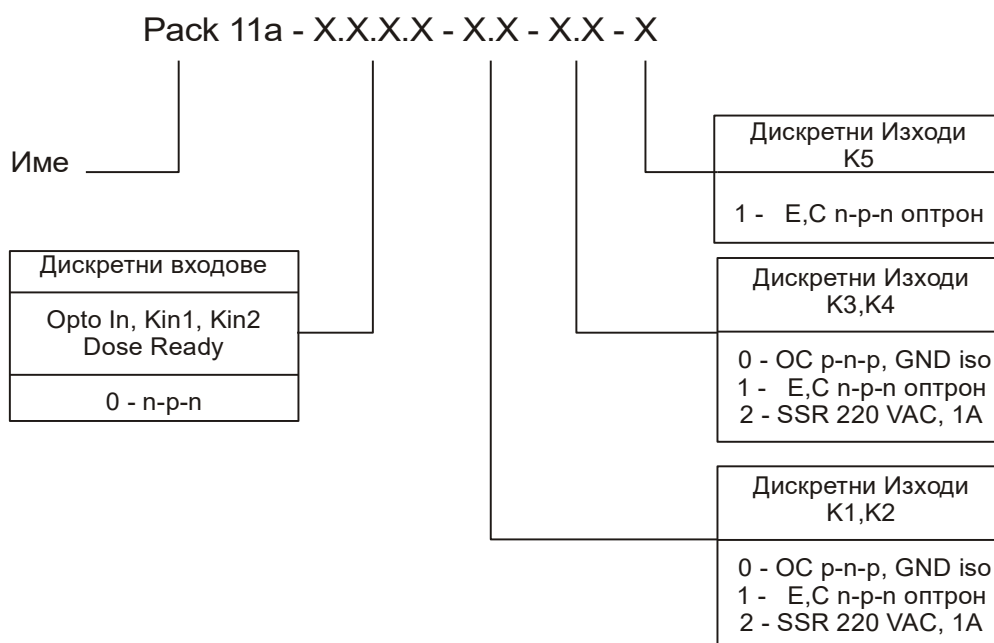 Pack 11a - X.X.X.X - X.X - X.X - X
Име
Дискретни входове
Opto In, Kin1, Kin2
Dose Ready
0 - n-p-n
Дискретни Изходи
K5
1 - E,C n-p-n оптрон
Дискретни Изходи
K3,K4
0 - OC p-n-p, GND iso
1 - E,C n-p-n оптрон
2 - SSR 220 VAC, 1A
Дискретни Изходи
K1,K2
0 - OC p-n-p, GND iso
1 - E,C n-p-n оптрон
2 - SSR 220 VAC, 1A